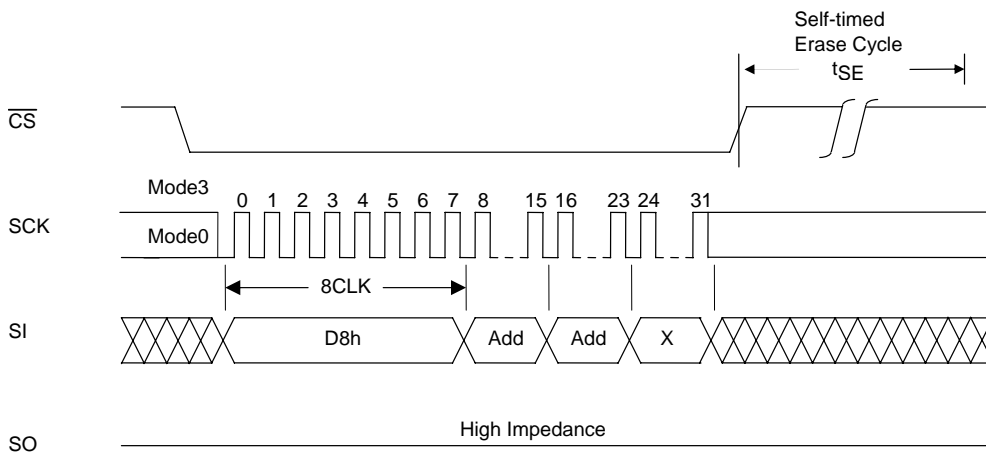 Self-timed
Erase Cycle
tSE
CS
Mode3
0 1 2 3 4 5 6 7 8 15 16 23 24 31
SCK
Mode0
8CLK
SI
D8h Add Add X
High Impedance
SO